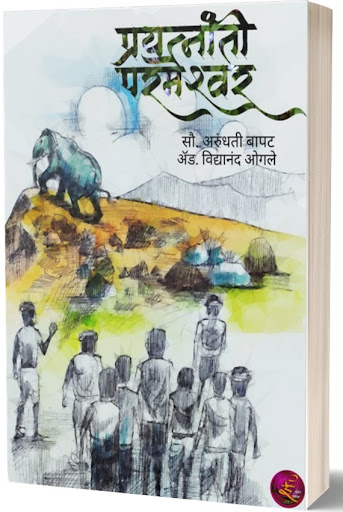 प्रयत्नांती
परमेश्वर
सौ. अरुंधती बापट
ॲड. विद्यानंद ओगले